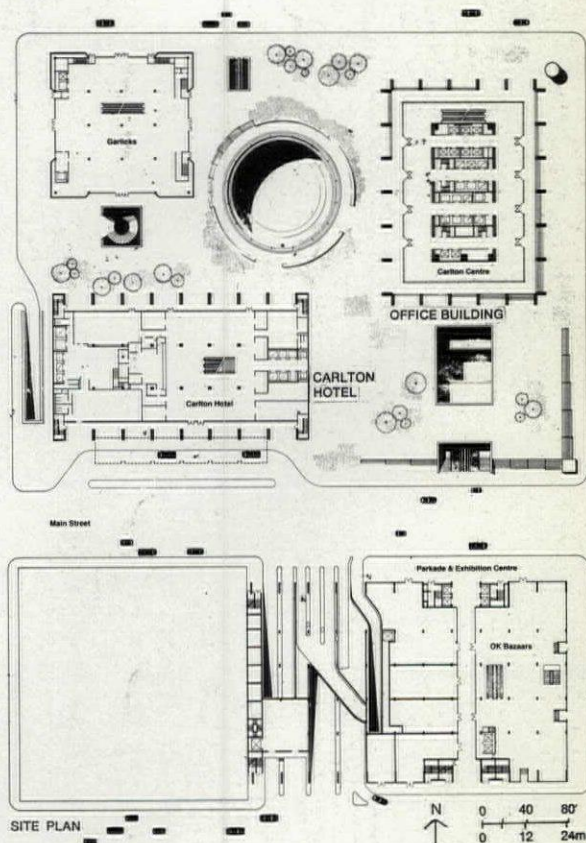 Garlicks
Carlton Centre
OFFICE BUILDING
CARLTON
HOTEL
Carlton Hotel
Main Street
Parkade & Exhibition Centre
OK Bazaars
SITE PLAN
N
0 40 80'
0 12 24m